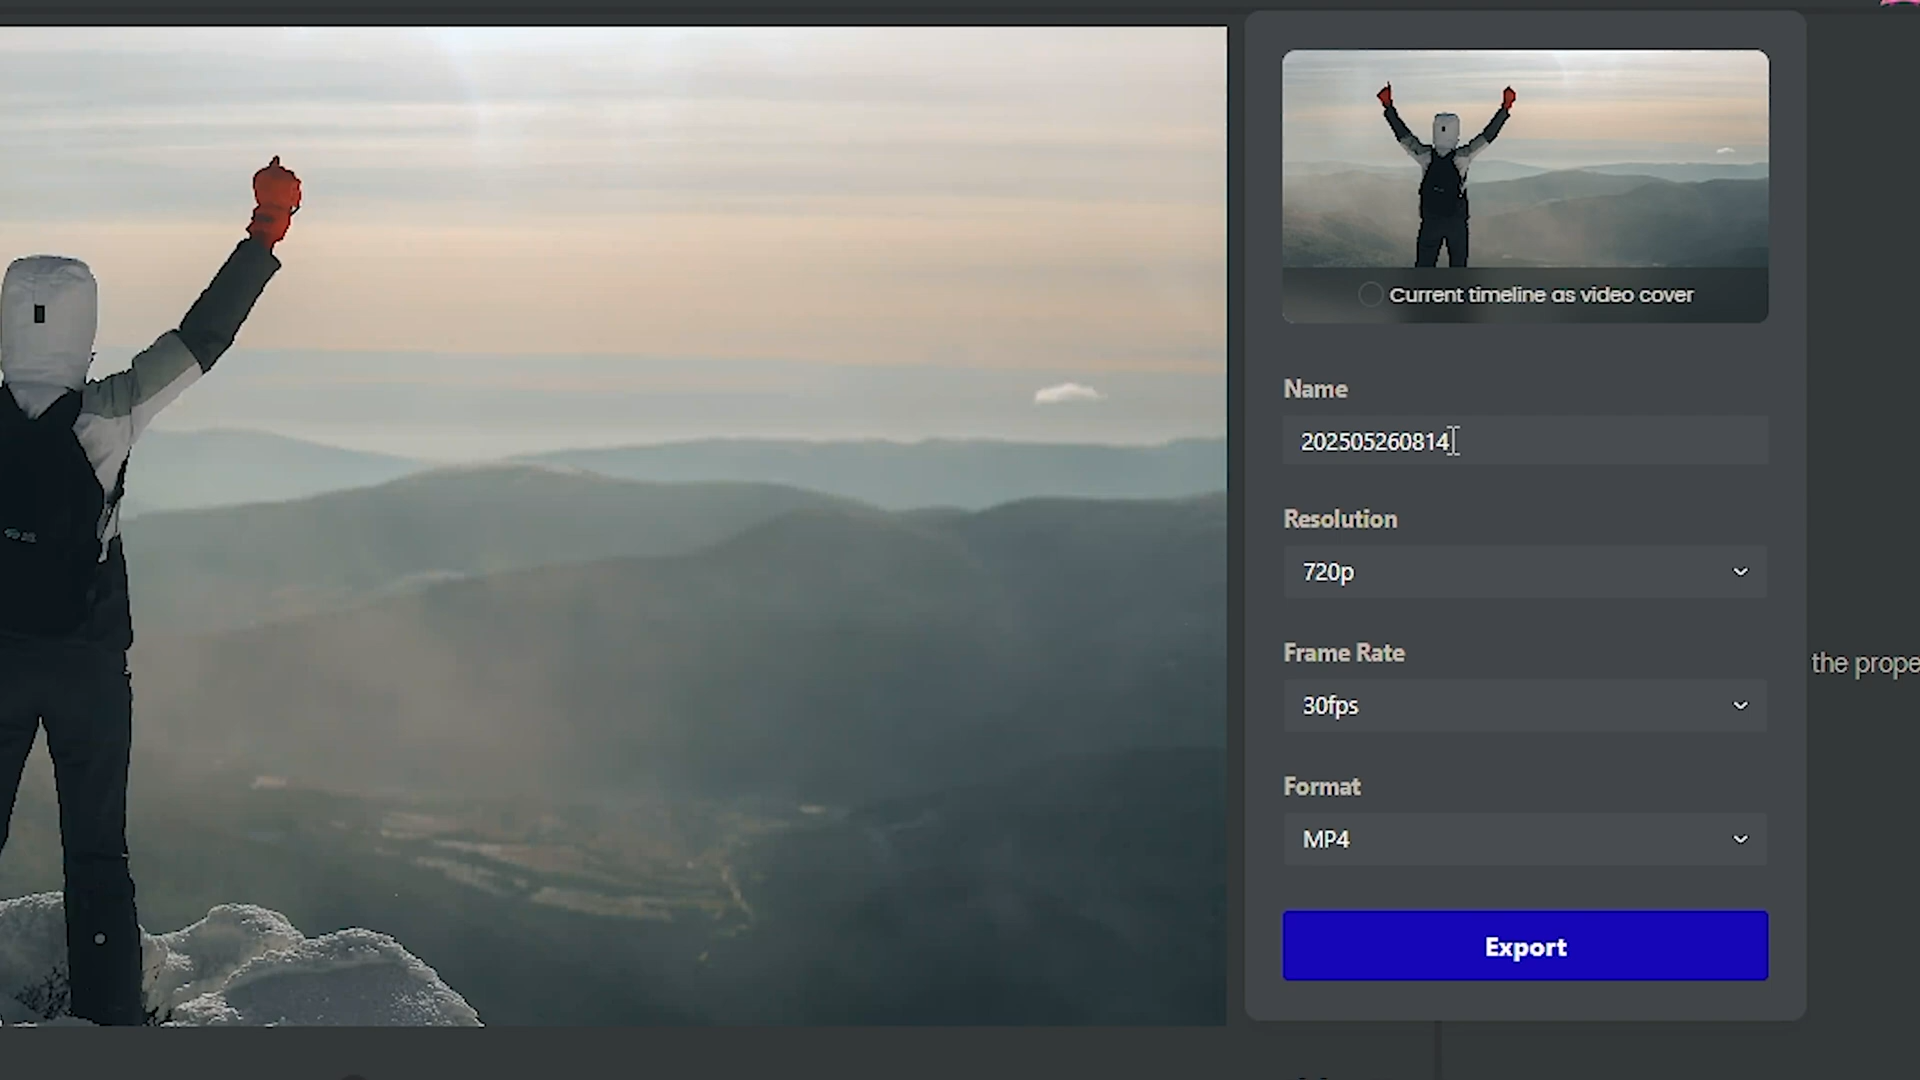 Current timeline as video cover
Name
202505260814
Resolution
720p
Frame Rate
30fps
the prope
Format
MP4
Export